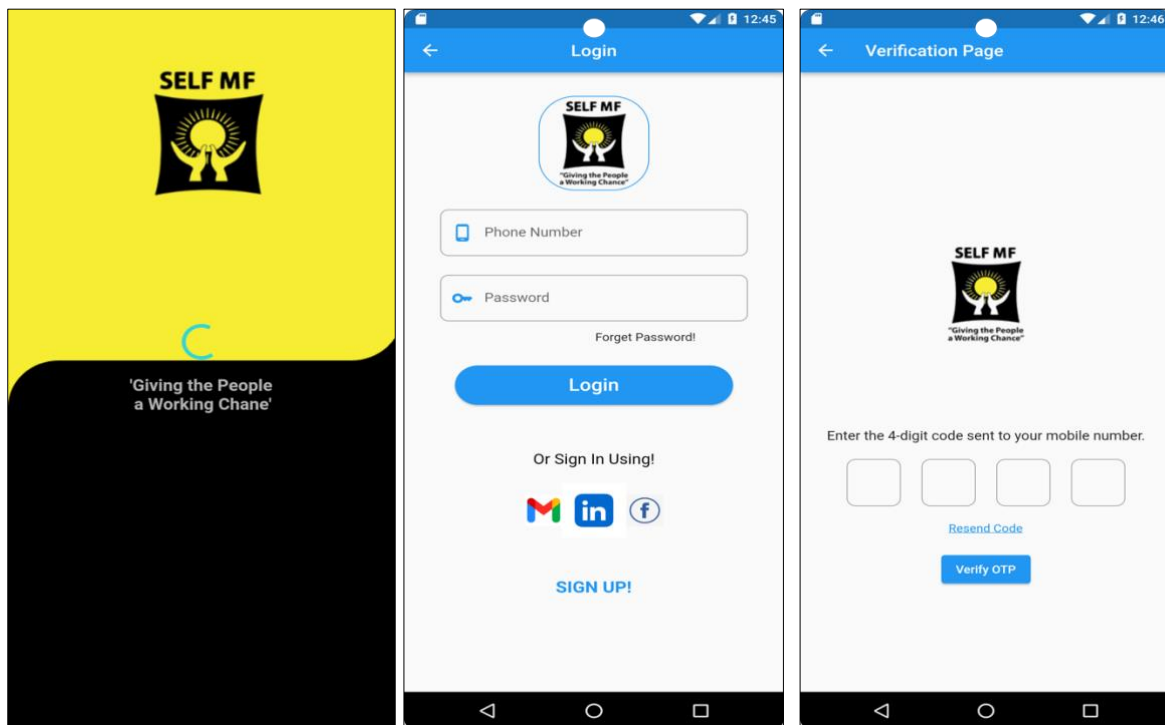 SELF MF
'Giving the People
a Working Chane'
12:45
Login
SELF MF
"Giving the People
a Working Chance"
Phone Number
Password
Forget Password!
Login
Or Sign In Using!
in
f
SIGN UP!
12:46
Verification Page
SELF MF
"Giving the People
a Working Chance"
Enter the 4-digit code sent to your mobile number.
Resend Code
Verify OTP